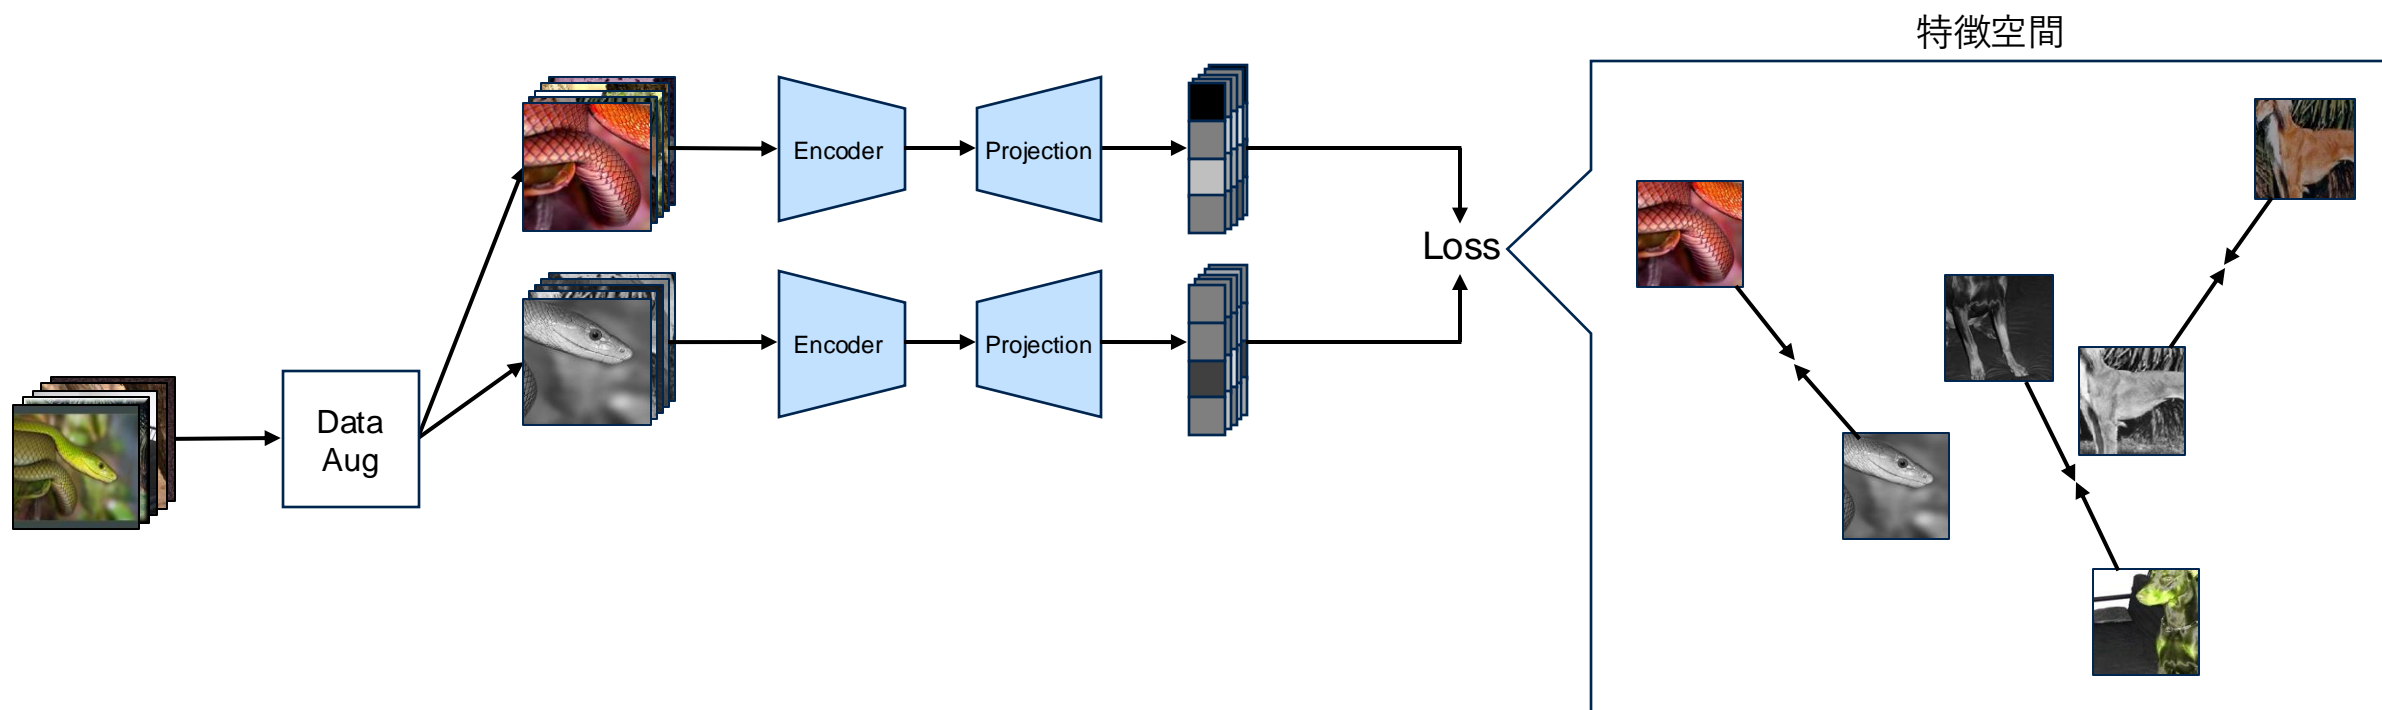 特徴空間
Encoder
Projection
Loss
Encoder
Projection
Data
Aug